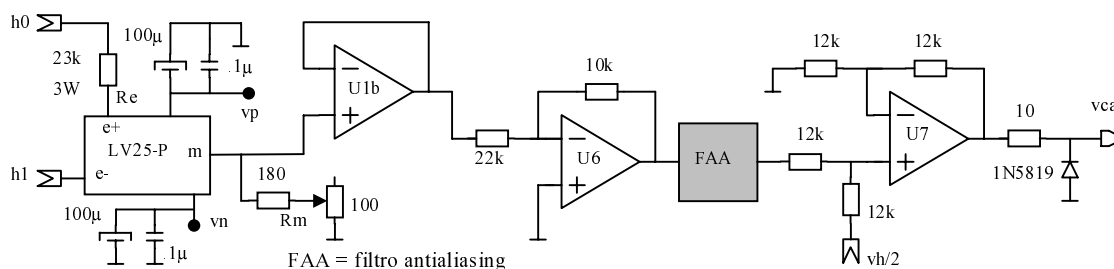 h0
23k
3W
Re
100µ
.1µ
vp
e+
LV25-P
m
e-
h1
100µ
.1µ
vn
180
Rm
100
U1b
22k
10k
U6
FAA
12k
12k
12k
12k
U7
vh/2
10
vca
1N5819
FAA = filtro antialiasing